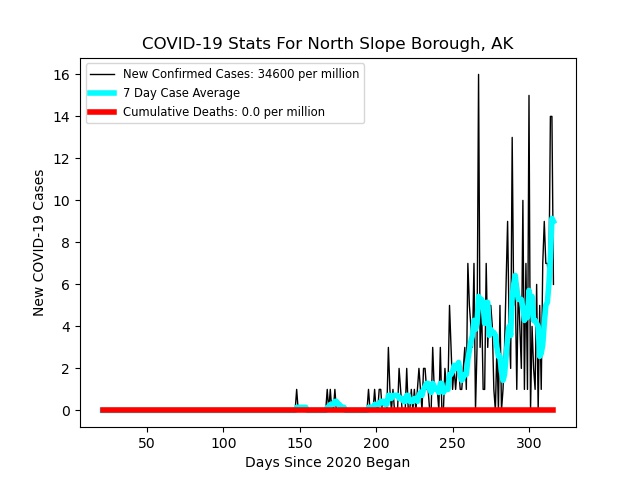 COVID-19 Stats For North Slope Borough, AK
New Confirmed Cases: 34600 per million
7 Day Case Average
Cumulative Deaths: 0.0 per million
16
14
12
10
8
6
4
2
0
New COVID-19 Cases
50 100 150 200 250 300
Days Since 2020 Began